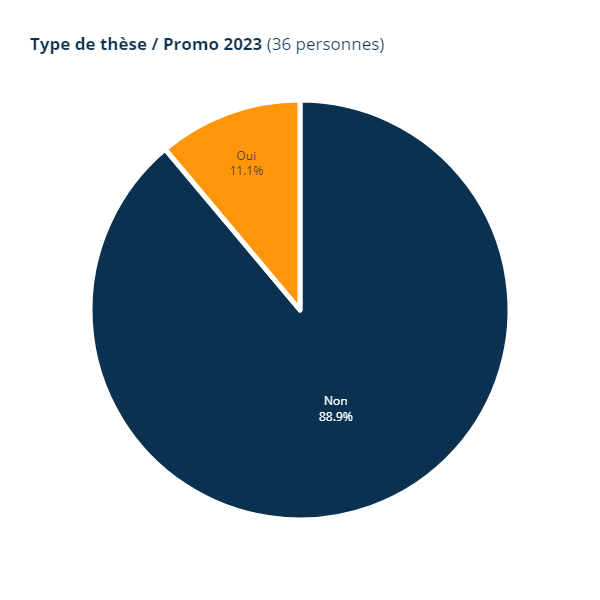 Type de thèse / Promo 2023 (36 personnes)
Oui
11.1%
Non
88.9%